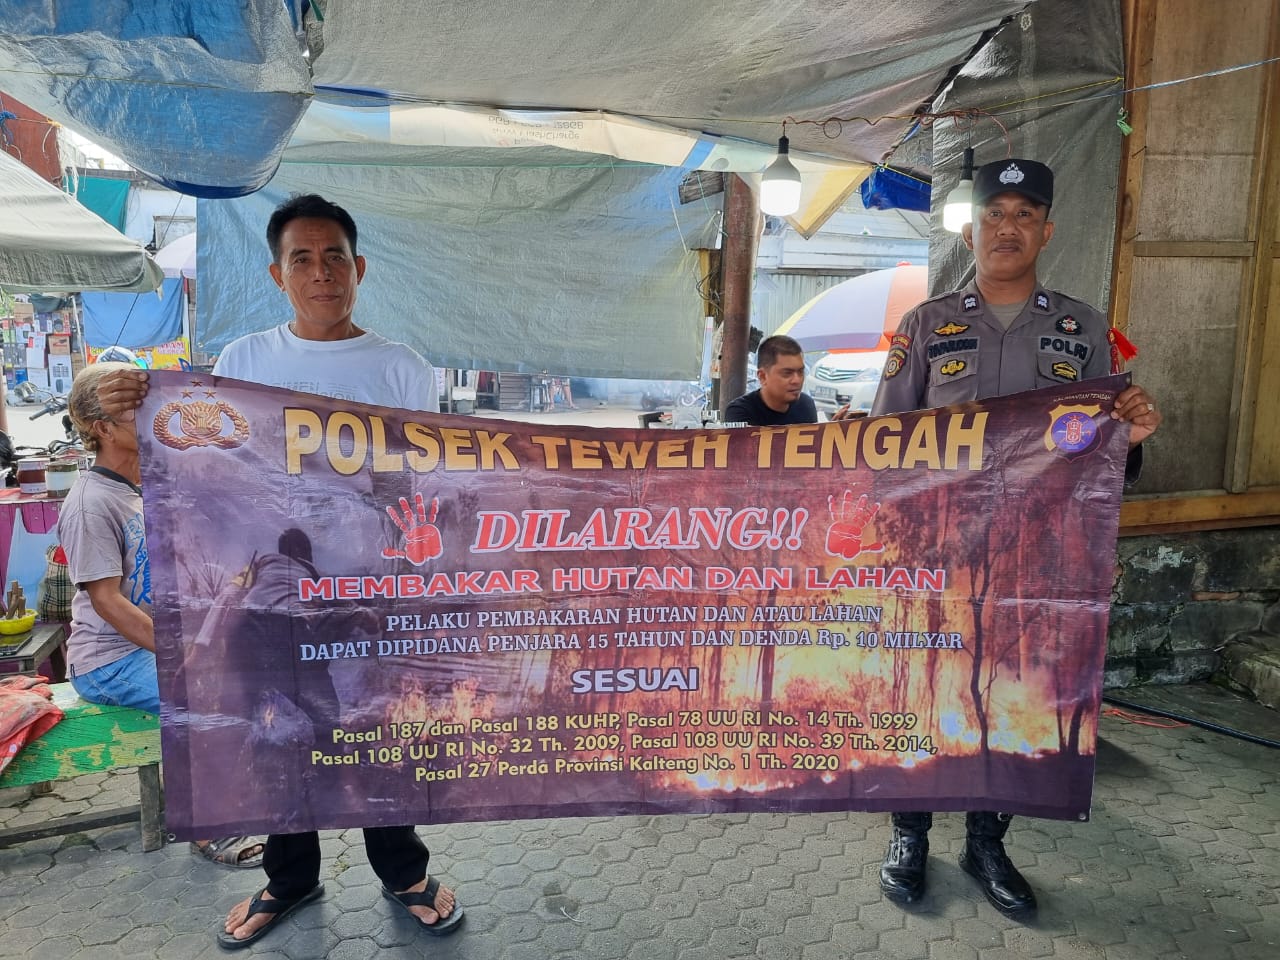 POLSEK TEWEH TENGAH
KALIMANTAN TENGAH
DILARANG!!
MEMBAKAR HUTAN DAN LAHAN
PELAKU PEMBAKARAN HUTAN DAN ATAU LAHAN
DAPAT DIPIDANA PENJARA 15 TAHUN DAN DENDA Rp. 10 MILYAR
SESUAI
Pasal 187 dan Pasal 188 KUHP, Pasal 78 UU RI No. 14 Th. 1999
Pasal 108 UU RI No. 32 Th. 2009, Pasal 108 UU RI No. 39 Th. 2014,
Pasal 27 Perda Provinsi Kalteng No. 1 Th. 2020
POLRI